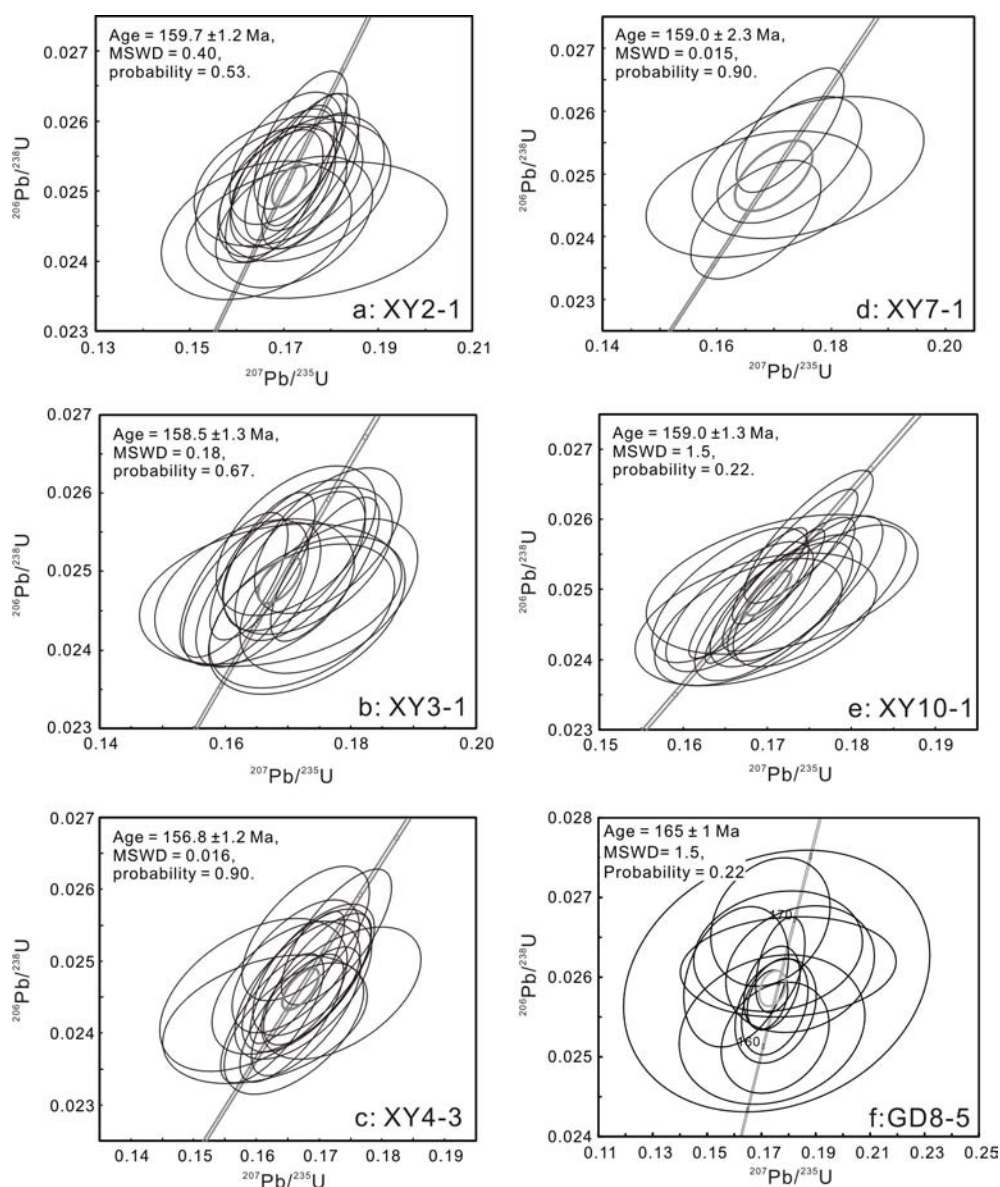 Age = 159.7 ±1.2 Ma,
MSWD = 0.40,
probability = 0.53.
0.027
0.026
0.025
0.024
0.023
206Pb/238U
a: XY2-1
0.13 0.15 0.17 0.19 0.21
207Pb/235U
Age = 159.0 ± 2.3 Ma,
MSWD = 0.015,
probability = 0.90.
0.027
0.026
0.025
0.024
0.023
206Pb/238U
d: XY7-1
0.14 0.16 0.18 0.20
207Pb/235U
Age = 158.5 ±1.3 Ma,
MSWD = 0.18,
probability = 0.67.
0.027
0.026
0.025
0.024
0.023
206Pb/238U
b: XY3-1
0.14 0.16 0.18 0.20
207Pb/235U
Age = 159.0 ±1.3 Ma,
MSWD = 1.5,
probability = 0.22.
0.027
0.026
0.025
0.024
0.023
206Pb/238U
e: XY10-1
0.15 0.16 0.17 0.18 0.19
207Pb/235U
Age = 156.8 ±1.2 Ma,
MSWD = 0.016,
probability = 0.90.
0.027
0.026
0.025
0.024
0.023
206Pb/238U
c: XY4-3
0.14 0.15 0.16 0.17 0.18 0.19
207Pb/235U
Age = 165 ± 1 Ma
MSWD= 1.5,
Probability = 0.22
0.028
0.027
0.026
0.025
0.024
206Pb/238U
170
160
f:GD8-5
0.11 0.13 0.15 0.17 0.19 0.21 0.23 0.25
207Pb/235U